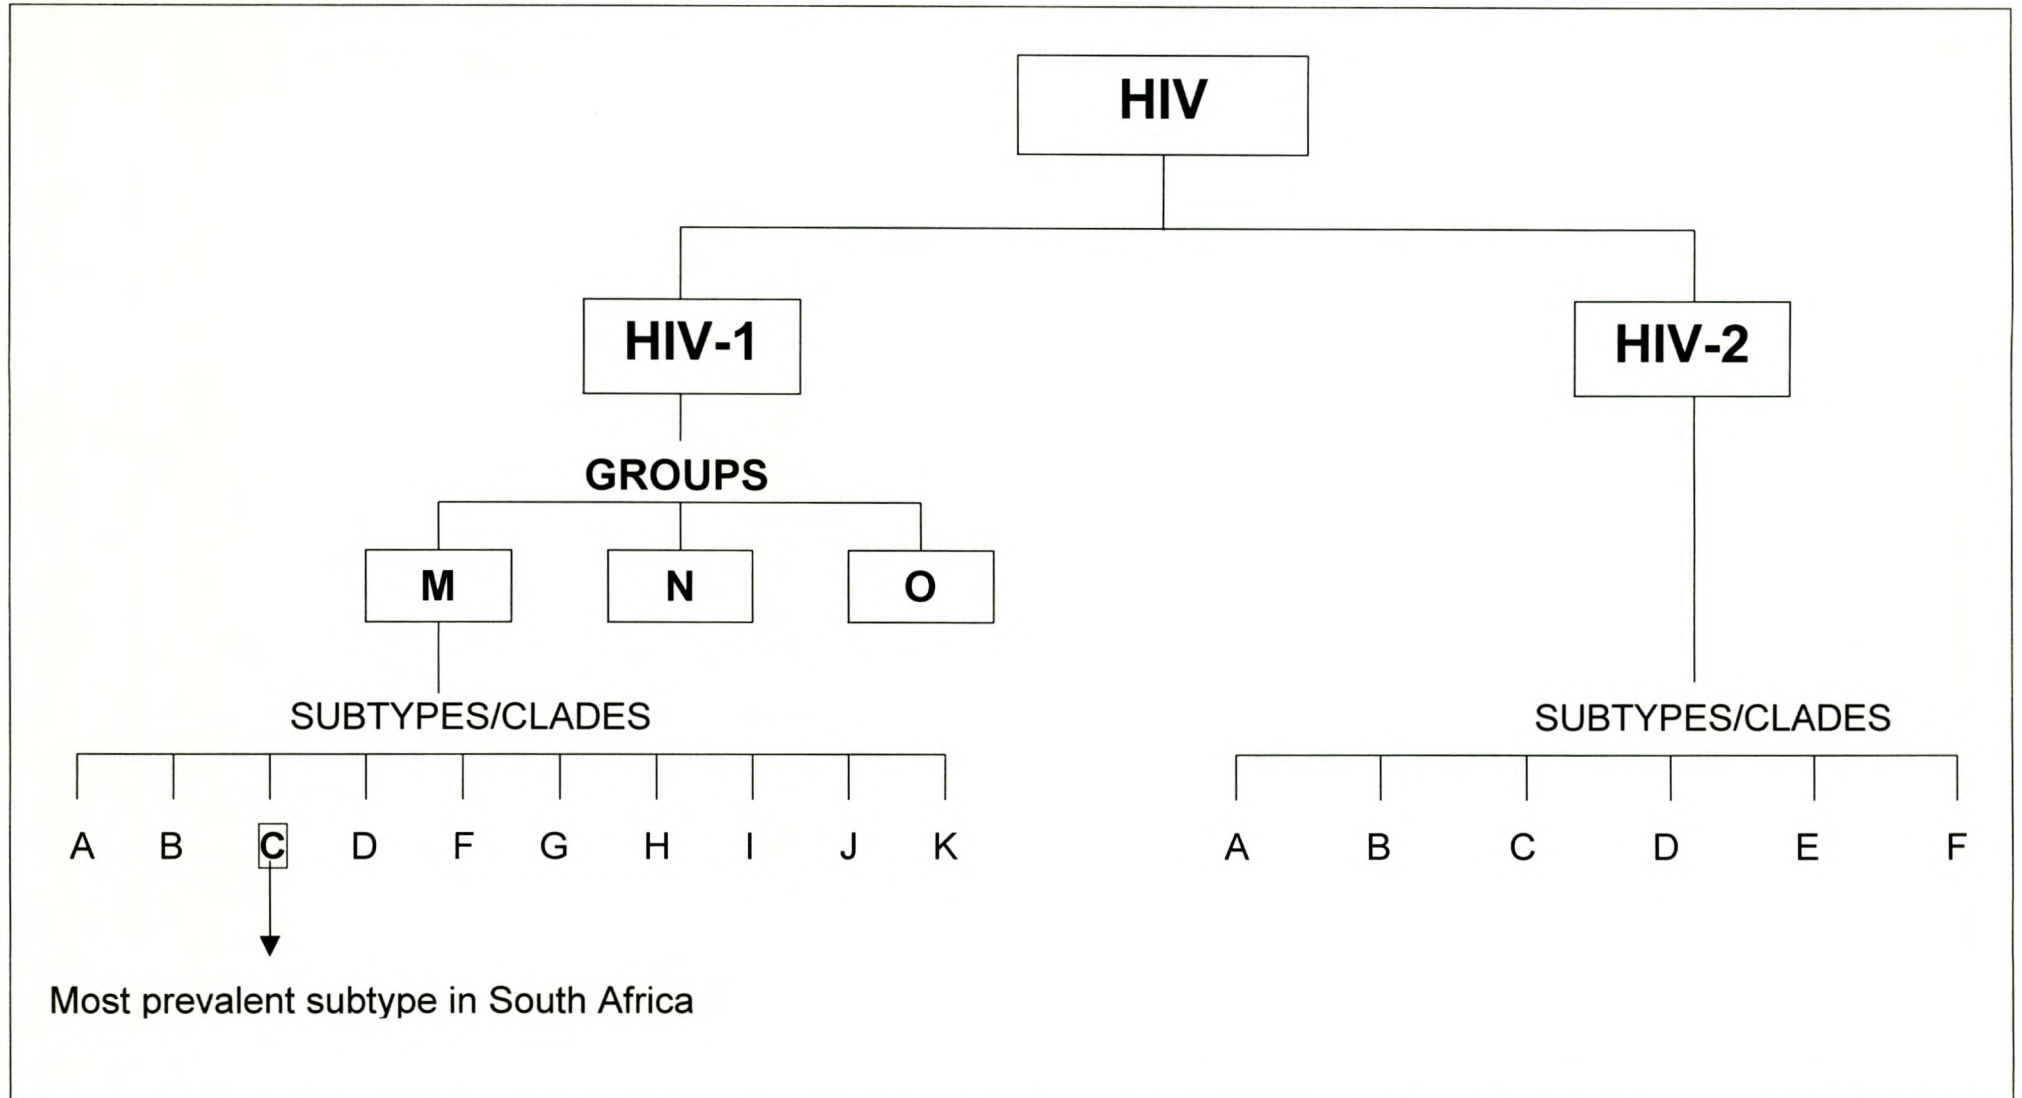 HIV
HIV-1 HIV-2
GROUPS
M N O
SUBTYPES/CLADES SUBTYPES/CLADES
A B C D F G H I J K A B C D E F
Most prevalent subtype in South Africa